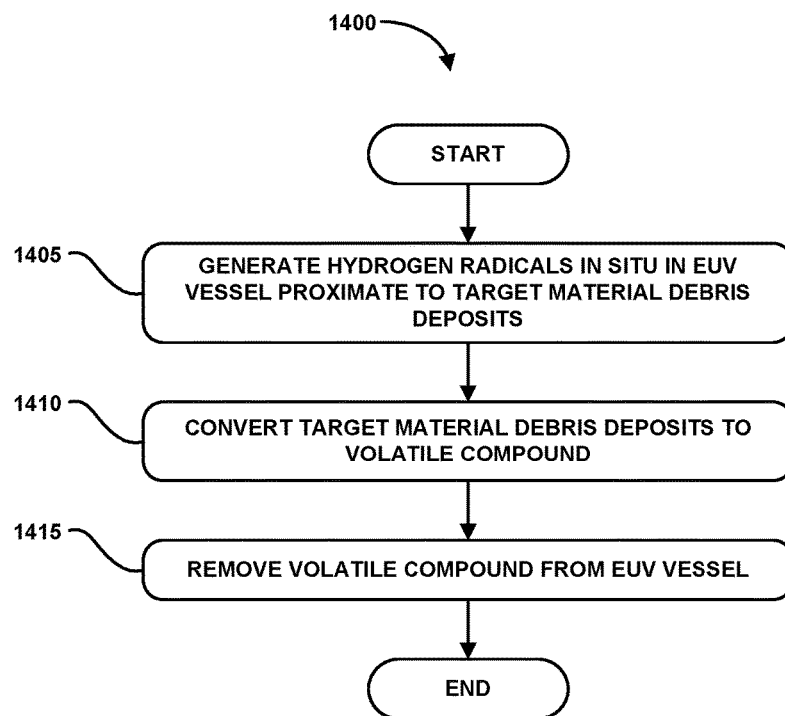 1400
START
1405
GENERATE HYDROGEN RADICALS IN SITU IN EUV
VESSEL PROXIMATE TO TARGET MATERIAL DEBRIS
DEPOSITS
1410
CONVERT TARGET MATERIAL DEBRIS DEPOSITS TO
VOLATILE COMPOUND
1415
REMOVE VOLATILE COMPOUND FROM EUV VESSEL
END